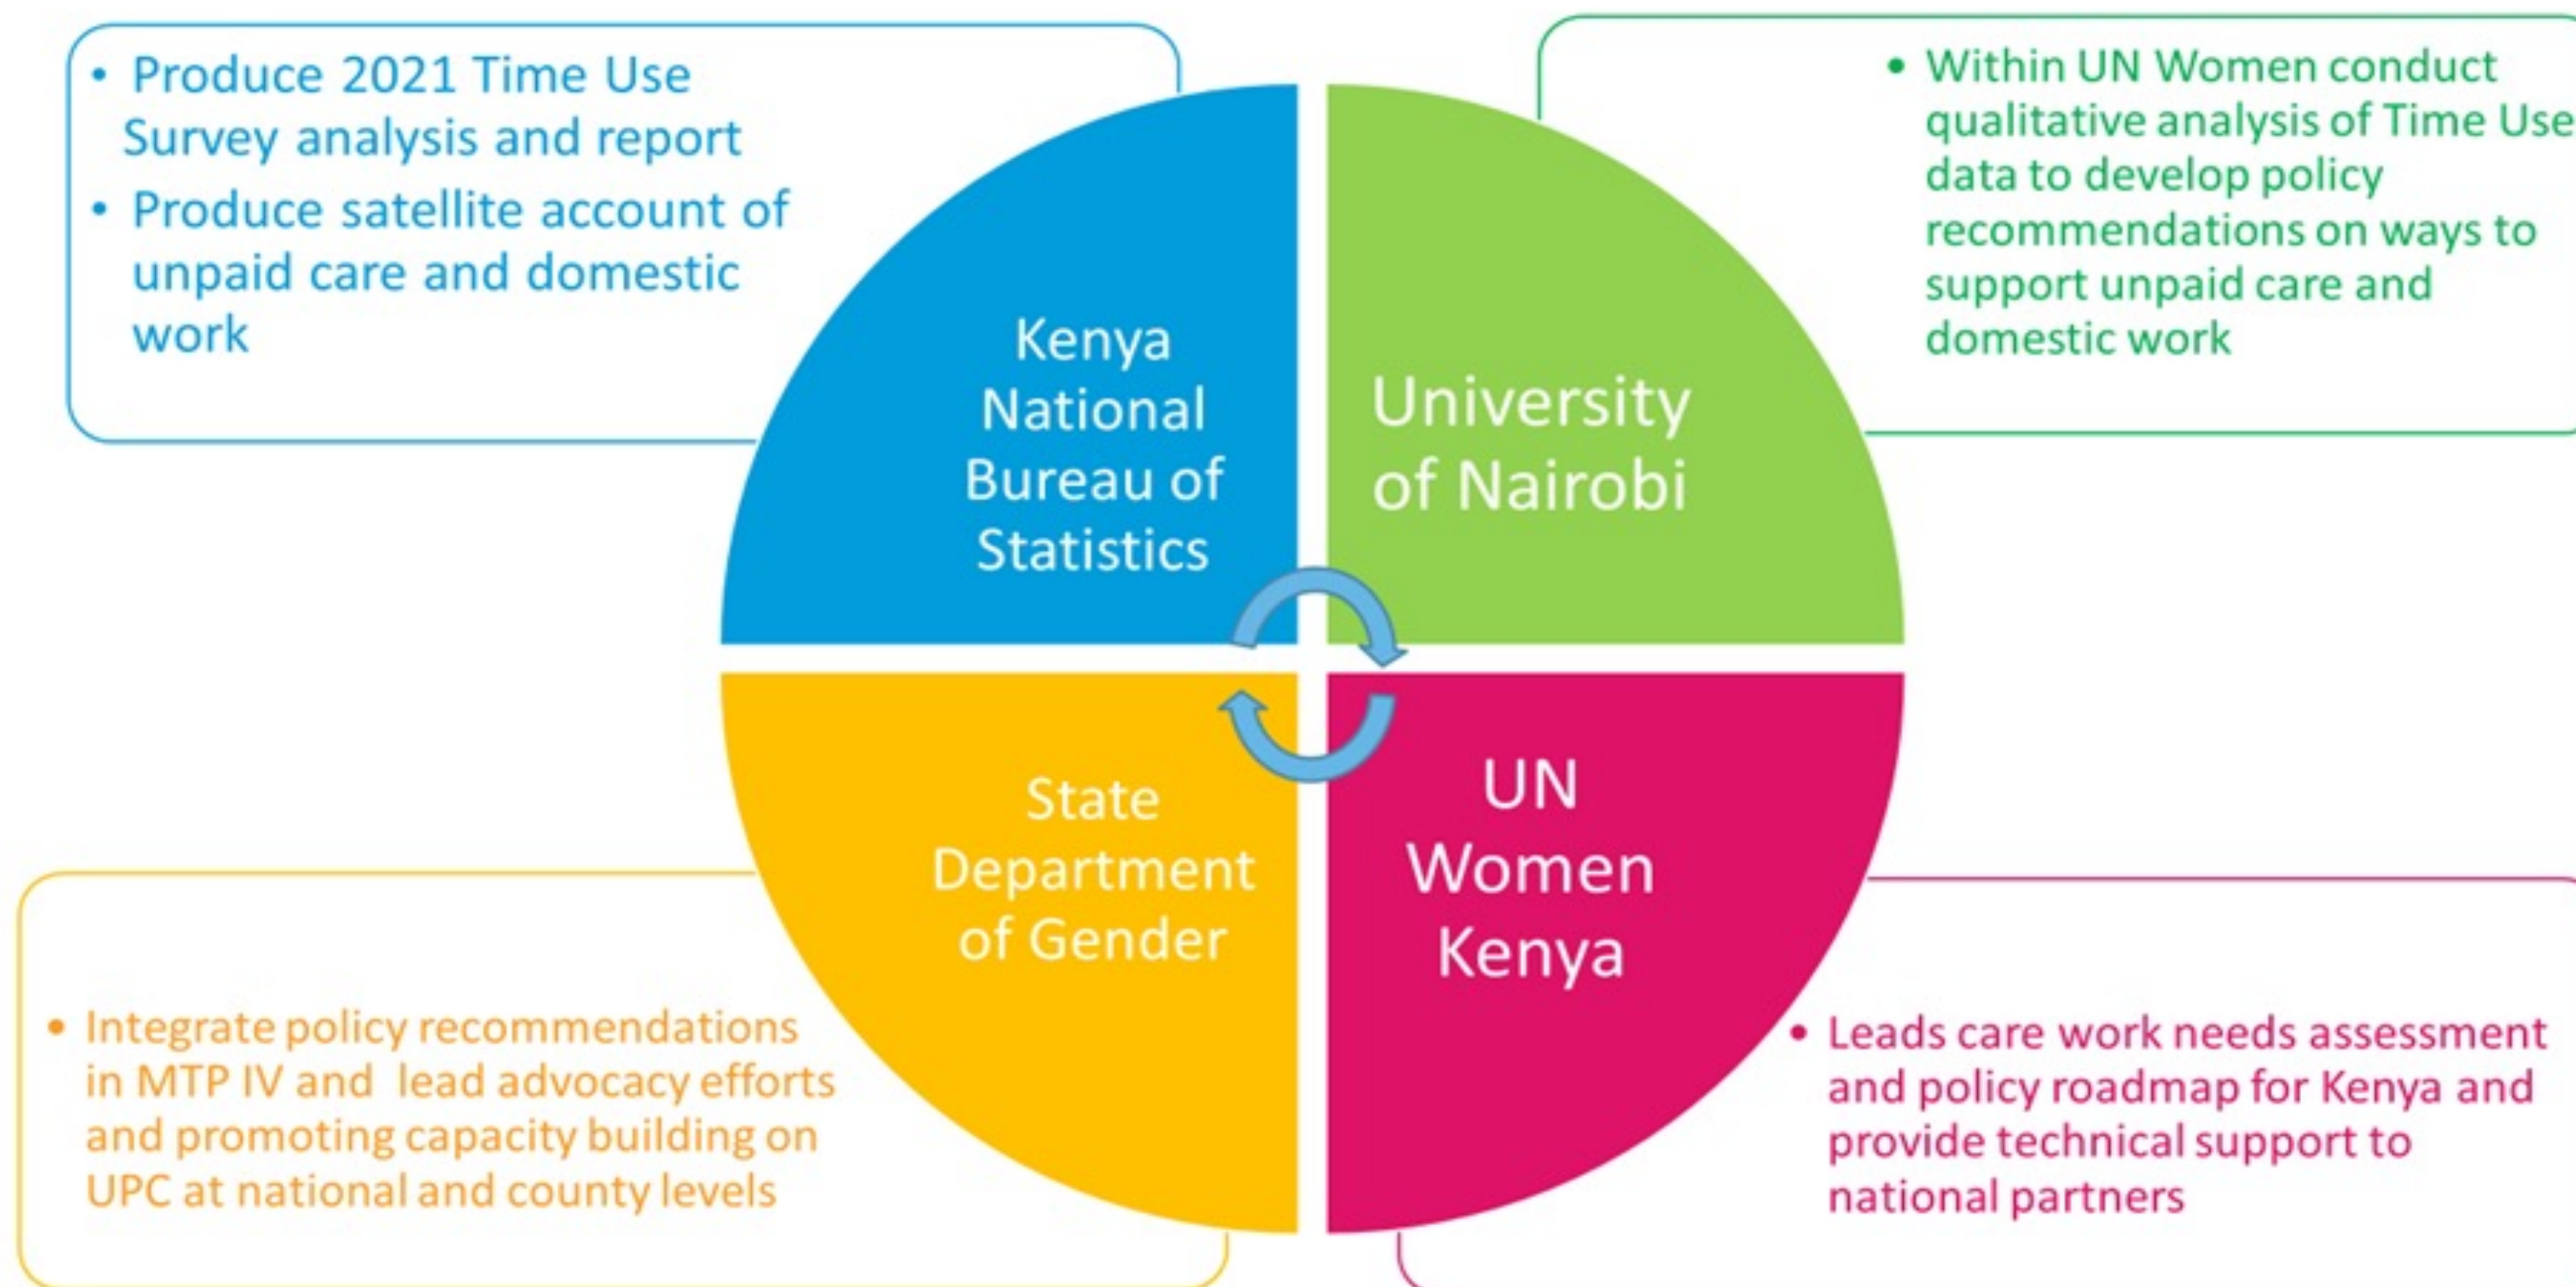 • Produce 2021 Time Use
Survey analysis and report
• Produce satellite account of
unpaid care and domestic
work
• Within UN Women conduct
qualitative analysis of Time Use
data to develop policy
recommendations on ways to
support unpaid care and
domestic work
Kenya
National
Bureau of
Statistics
University
of Nairobi
State
Department
of Gender
UN
Women
Kenya
• Integrate policy recommendations
in MTP IV and lead advocacy efforts
and promoting capacity building on
UPC at national and county levels
• Leads care work needs assessment
and policy roadmap for Kenya and
provide technical support to
national partners